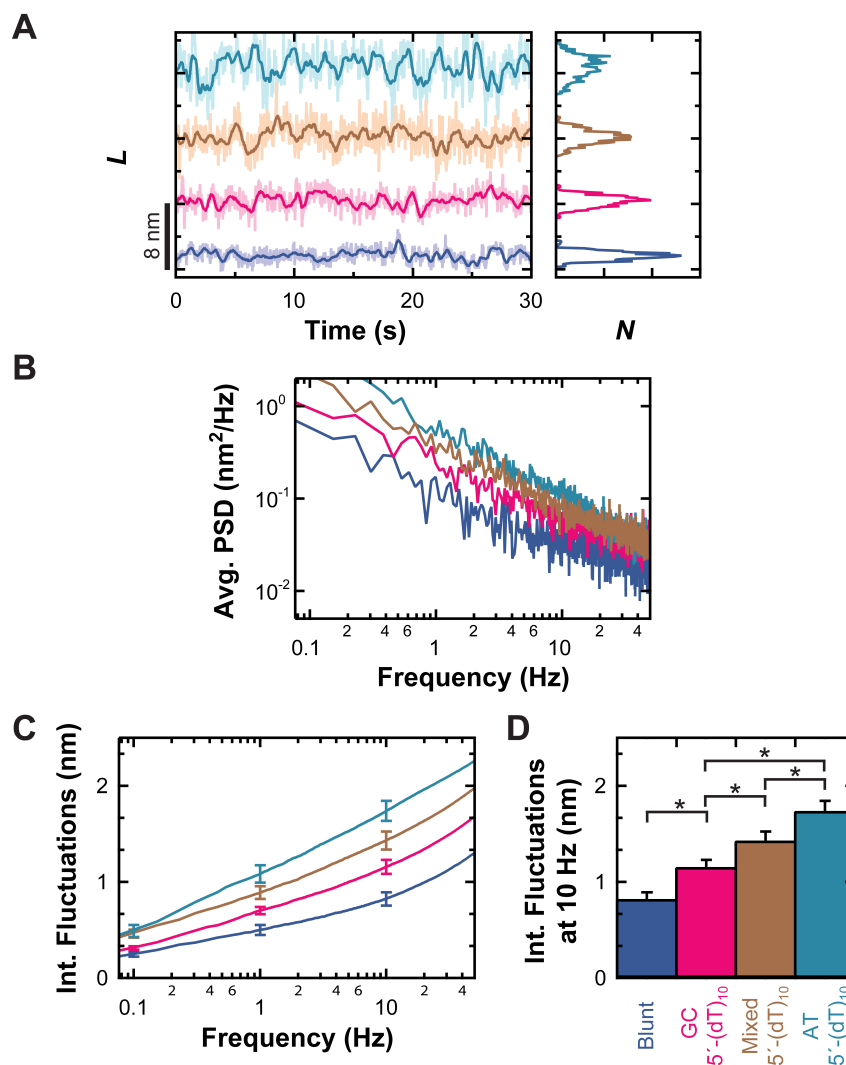 A
L
8 nm
0 10 20 30
Time (s)
N
B
Avg. PSD (nm²/Hz)
10⁰
10⁻¹
10⁻²
0.1 2 4 6 1 2 4 6 10 2 4
Frequency (Hz)
C
Int. Fluctuations (nm)
2
1
0
0.1 2 4 6 1 2 4 6 10 2 4
Frequency (Hz)
D
Int. Fluctuations
at 10 Hz (nm)
2
1
0
*
*
*
*
Blunt
GC
5´-(dT)₁₀
Mixed
5´-(dT)₁₀
AT
5´-(dT)₁₀